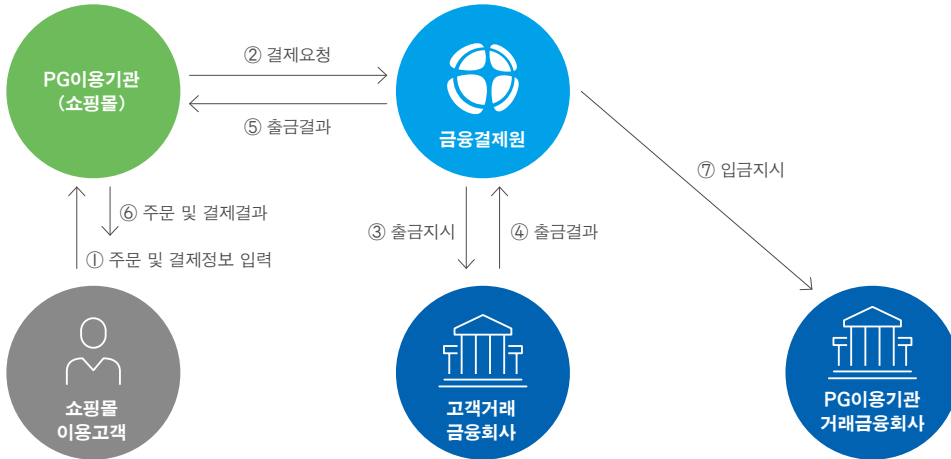 ② 결제요청
PG이용기관
(쇼핑몰)
⑤ 출금결과
금융결제원
⑦ 입금지시
⑥ 주문 및 결제결과
③ 출금지시
④ 출금결과
① 주문 및 결제정보 입력
쇼핑몰
이용고객
고객거래
금융회사
PG이용기관
거래금융회사